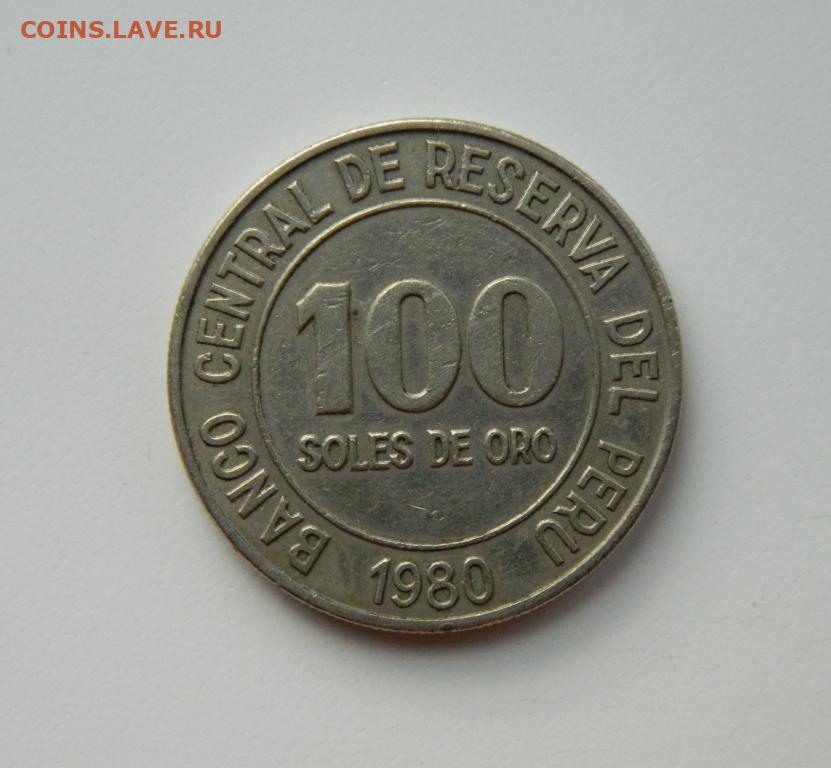 COINS.LAVE.RU
BANCO CENTRAL DE RESERVA DEL PERU
100
SOLES DE ORO
1980